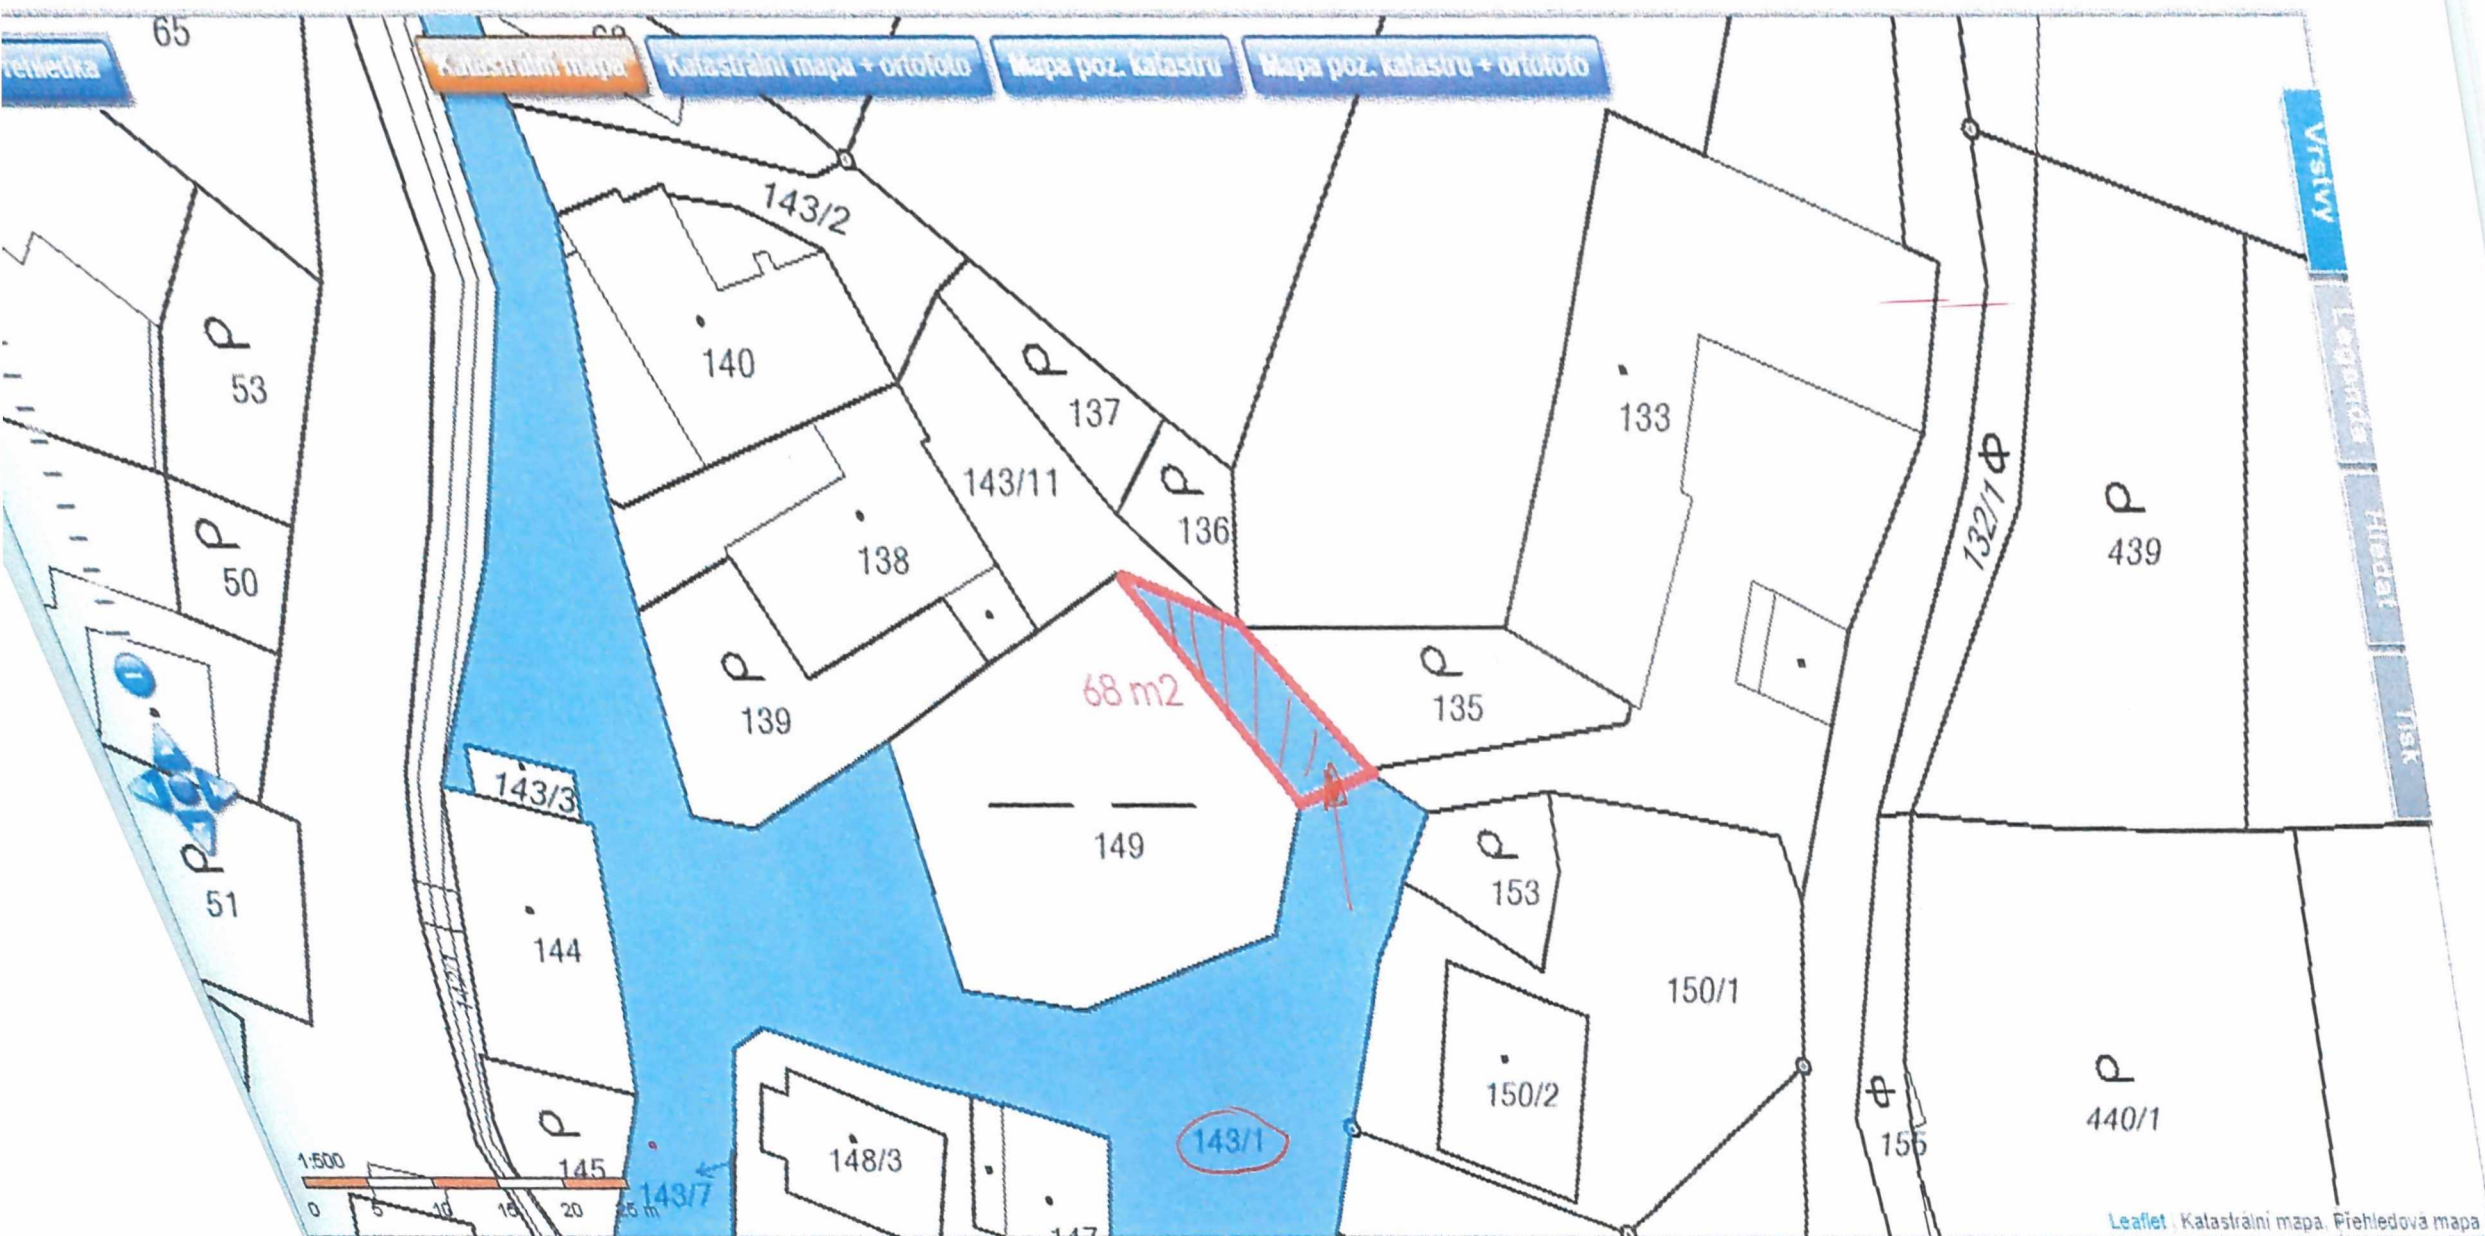 65
Katastrální mapa
Katastrální mapa + ortofoto
Mapa poz. katastru
Mapa poz. katastru + ortofoto
Vrstvy
Legenda
Hledat
Tisk
143/2
53
140
137
133
143/11
136
132/1
439
50
138
68 m2
135
139
143/3
149
153
51
144
150/1
150/2
440/1
143/1
148/3
155
145
143/7
147
1:500
0 5 10 15 20 25 m
Leaflet | Katastrální mapa, Přehledová mapa